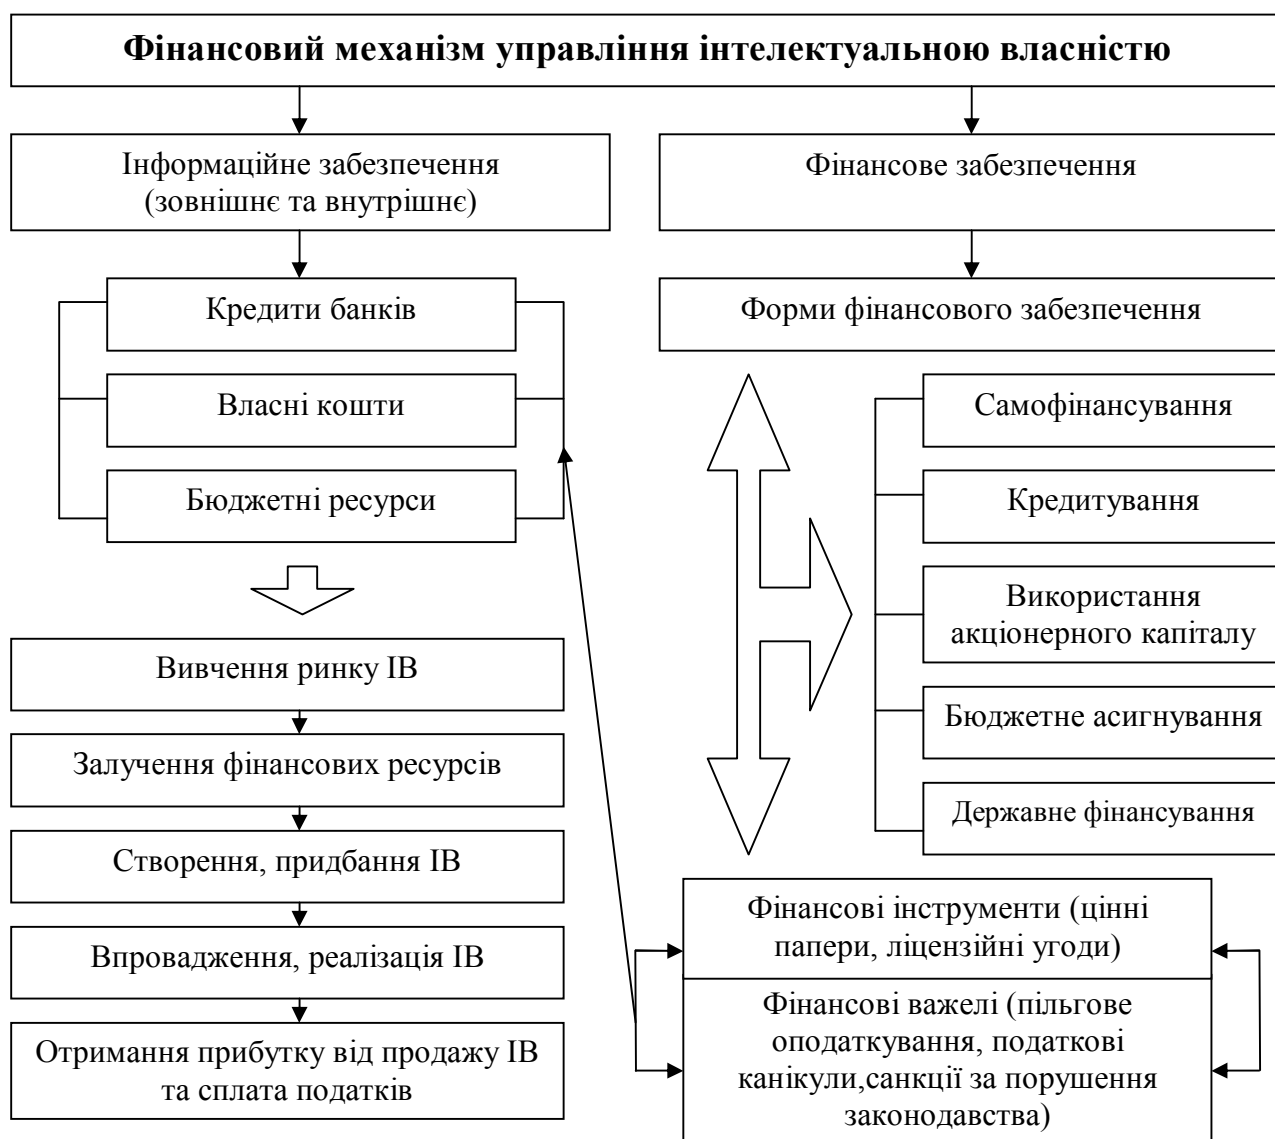 Фінансовий механізм управління інтелектуальною власністю
Інформаційне забезпечення
(зовнішнє та внутрішнє)
Фінансове забезпечення
Кредити банків
Власні кошти
Бюджетні ресурси
Форми фінансового забезпечення
Самофінансування
Кредитування
Використання
акціонерного капіталу
Бюджетне асигнування
Державне фінансування
Вивчення ринку ІВ
Залучення фінансових ресурсів
Створення, придбання ІВ
Впровадження, реалізація ІВ
Отримання прибутку від продажу ІВ
та сплата податків
Фінансові інструменти (цінні
папери, ліцензійні угоди)
Фінансові важелі (пільгове
оподаткування, податкові
канікули,санкції за порушення
законодавства)